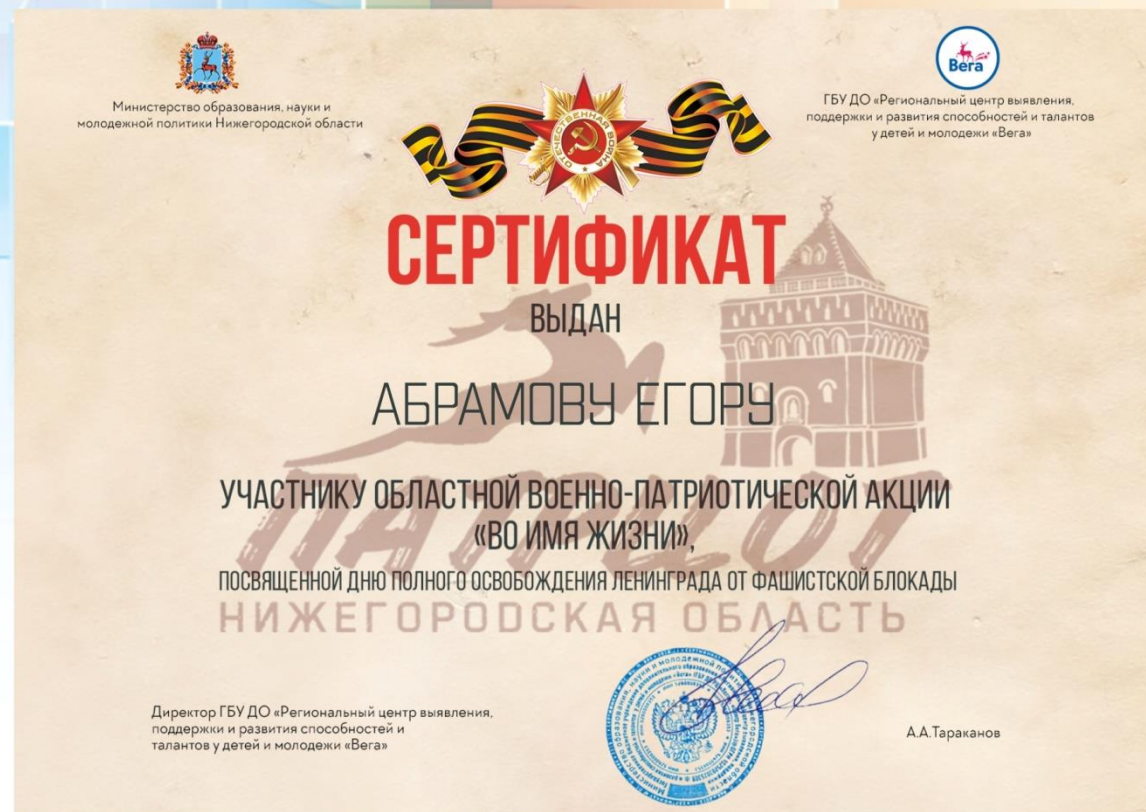 Министерство образования, науки и
молодежной политики Нижегородской области
Вега
ГБУ ДО «Региональный центр выявления,
поддержки и развития способностей и талантов
у детей и молодежи «Вега»
ОТЕЧЕСТВЕННАЯ ВОЙНА
СЕРТИФИКАТ
ВЫДАН
АБРАМОВУ ЕГОРУ
УЧАСТНИКУ ОБЛАСТНОЙ ВОЕННО-ПАТРИОТИЧЕСКОЙ АКЦИИ
«ВО ИМЯ ЖИЗНИ»,
ПАТРИОТ
ПОСВЯЩЕННОЙ ДНЮ ПОЛНОГО ОСВОБОЖДЕНИЯ ЛЕНИНГРАДА ОТ ФАШИСТСКОЙ БЛОКАДЫ
НИЖЕГОРОДСКАЯ ОБЛАСТЬ
Директор ГБУ ДО «Региональный центр выявления,
поддержки и развития способностей и
талантов у детей и молодежи «Вега»
А.А.Тараканов